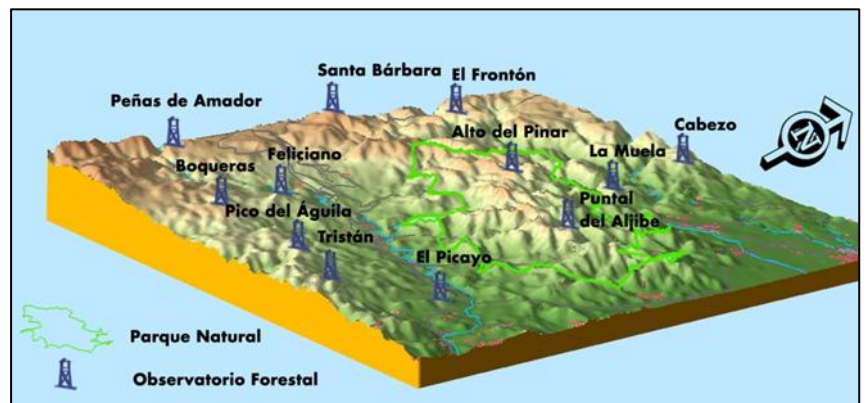 Santa Bárbara
El Frontón
Peñas de Amador
Alto del Pinar
Cabezo
Boqueras
Feliciano
La Muela
Pico del Águila
Puntal
del Aljibe
Tristán
El Picayo
N
Parque Natural
Observatorio Forestal